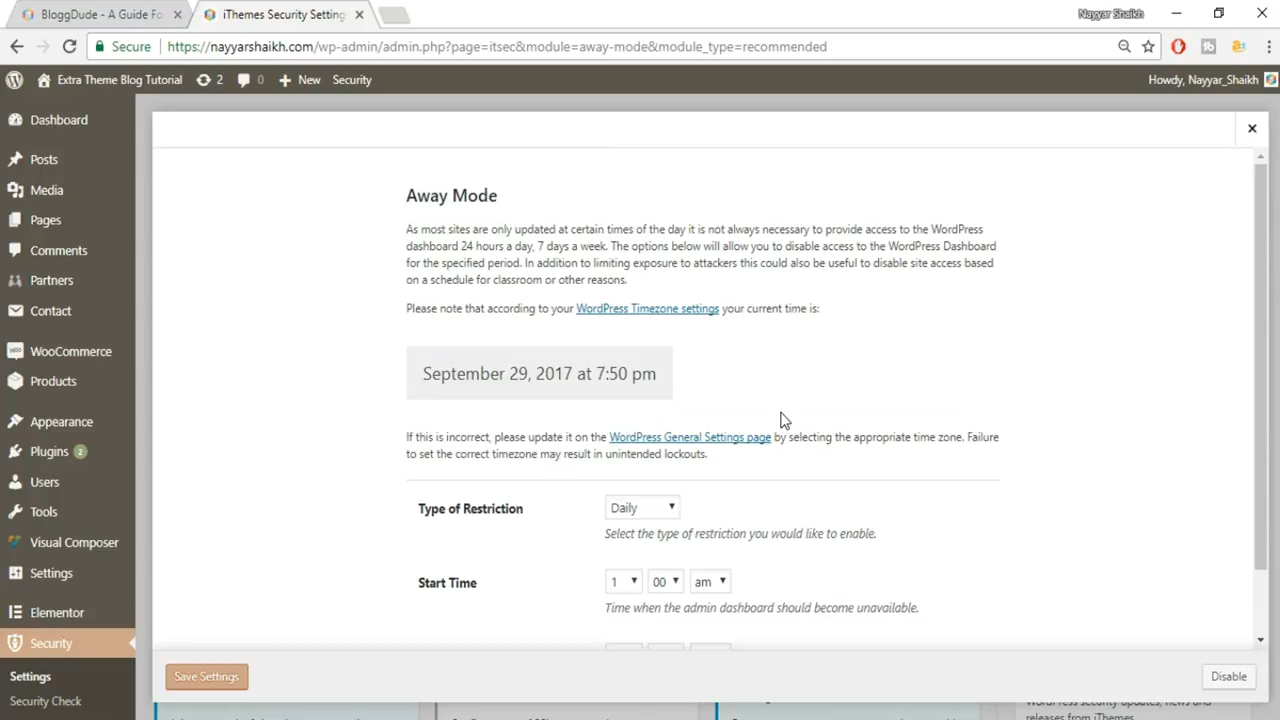 BloggDude - A Guide Fo
iThemes Security Setting
Nayyar Shaikh
Secure
https://nayyarshaikh.com/wp-admin/admin.php?page=itsec&module=away-mode&module_type=recommended
Extra Theme Blog Tutorial
2
0
New
Security
Howdy, Nayyar_Shaikh
Dashboard
Posts
Media
Pages
Comments
Partners
Contact
WooCommerce
Products
Appearance
Plugins 2
Users
Tools
Visual Composer
Settings
Elementor
Security
Settings
Security Check
Away Mode
As most sites are only updated at certain times of the day it is not always necessary to provide access to the WordPress
dashboard 24 hours a day, 7 days a week. The options below will allow you to disable access to the WordPress Dashboard
for the specified period. In addition to limiting exposure to attackers this could also be useful to disable site access based
on a schedule for classroom or other reasons.
Please note that according to your WordPress Timezone settings your current time is:
September 29, 2017 at 7:50 pm
If this is incorrect, please update it on the WordPress General Settings page by selecting the appropriate time zone. Failure
to set the correct timezone may result in unintended lockouts.
Type of Restriction
Daily
Select the type of restriction you would like to enable.
Start Time
1 00 am
Time when the admin dashboard should become unavailable.
Save Settings
Disable
WordPress security updates, news and
releases from iThemes